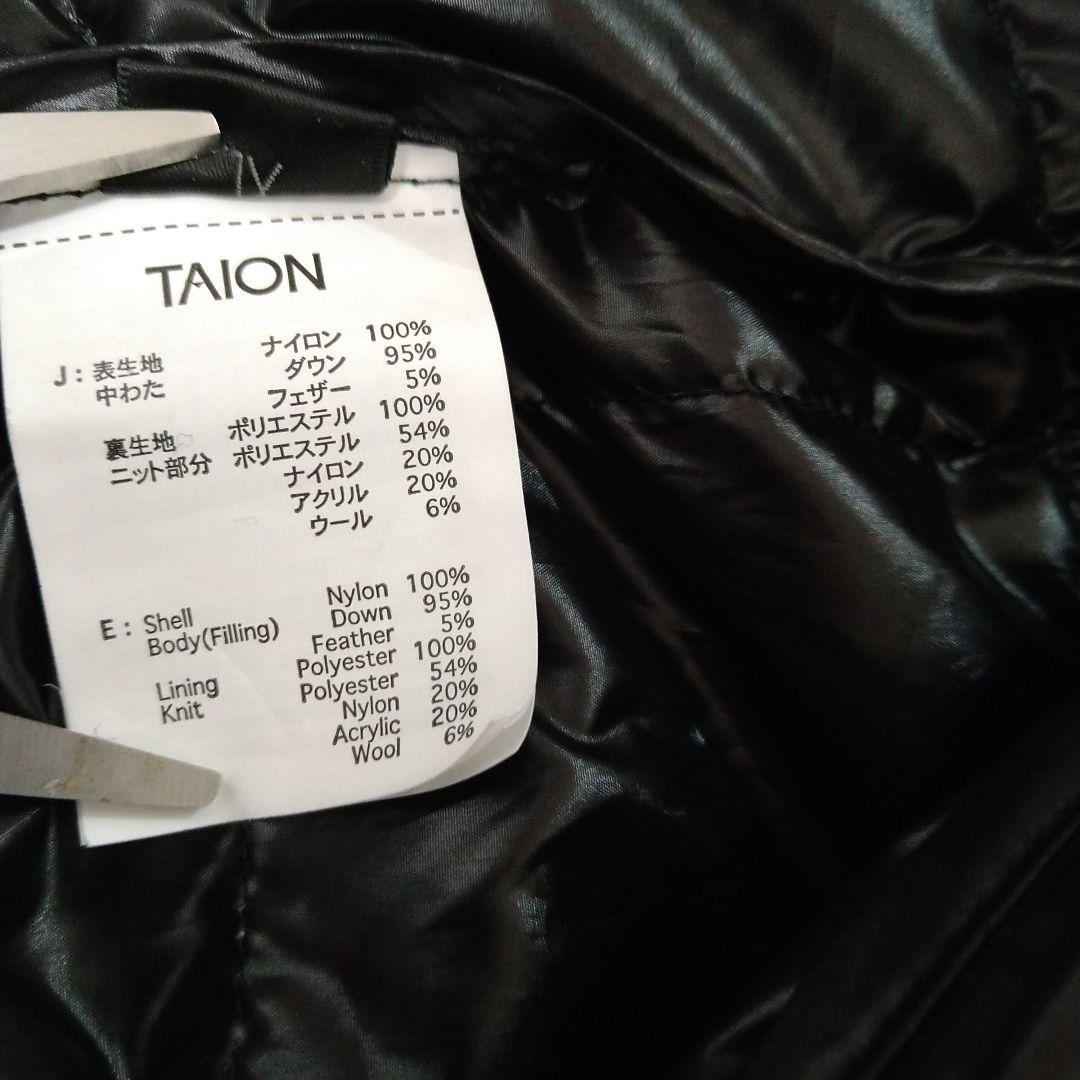 TAION
J : 表生地 ナイロン 100%
中わた ダウン 95%
フェザー 5%
裏生地 ポリエステル 100%
ニット部分 ポリエステル 54%
ナイロン 20%
アクリル 20%
ウール 6%
E : Shell Nylon 100%
Body(Filling) Down 95%
Feather 5%
Lining Polyester 100%
Knit Polyester 54%
Nylon 20%
Acrylic 20%
Wool 6%